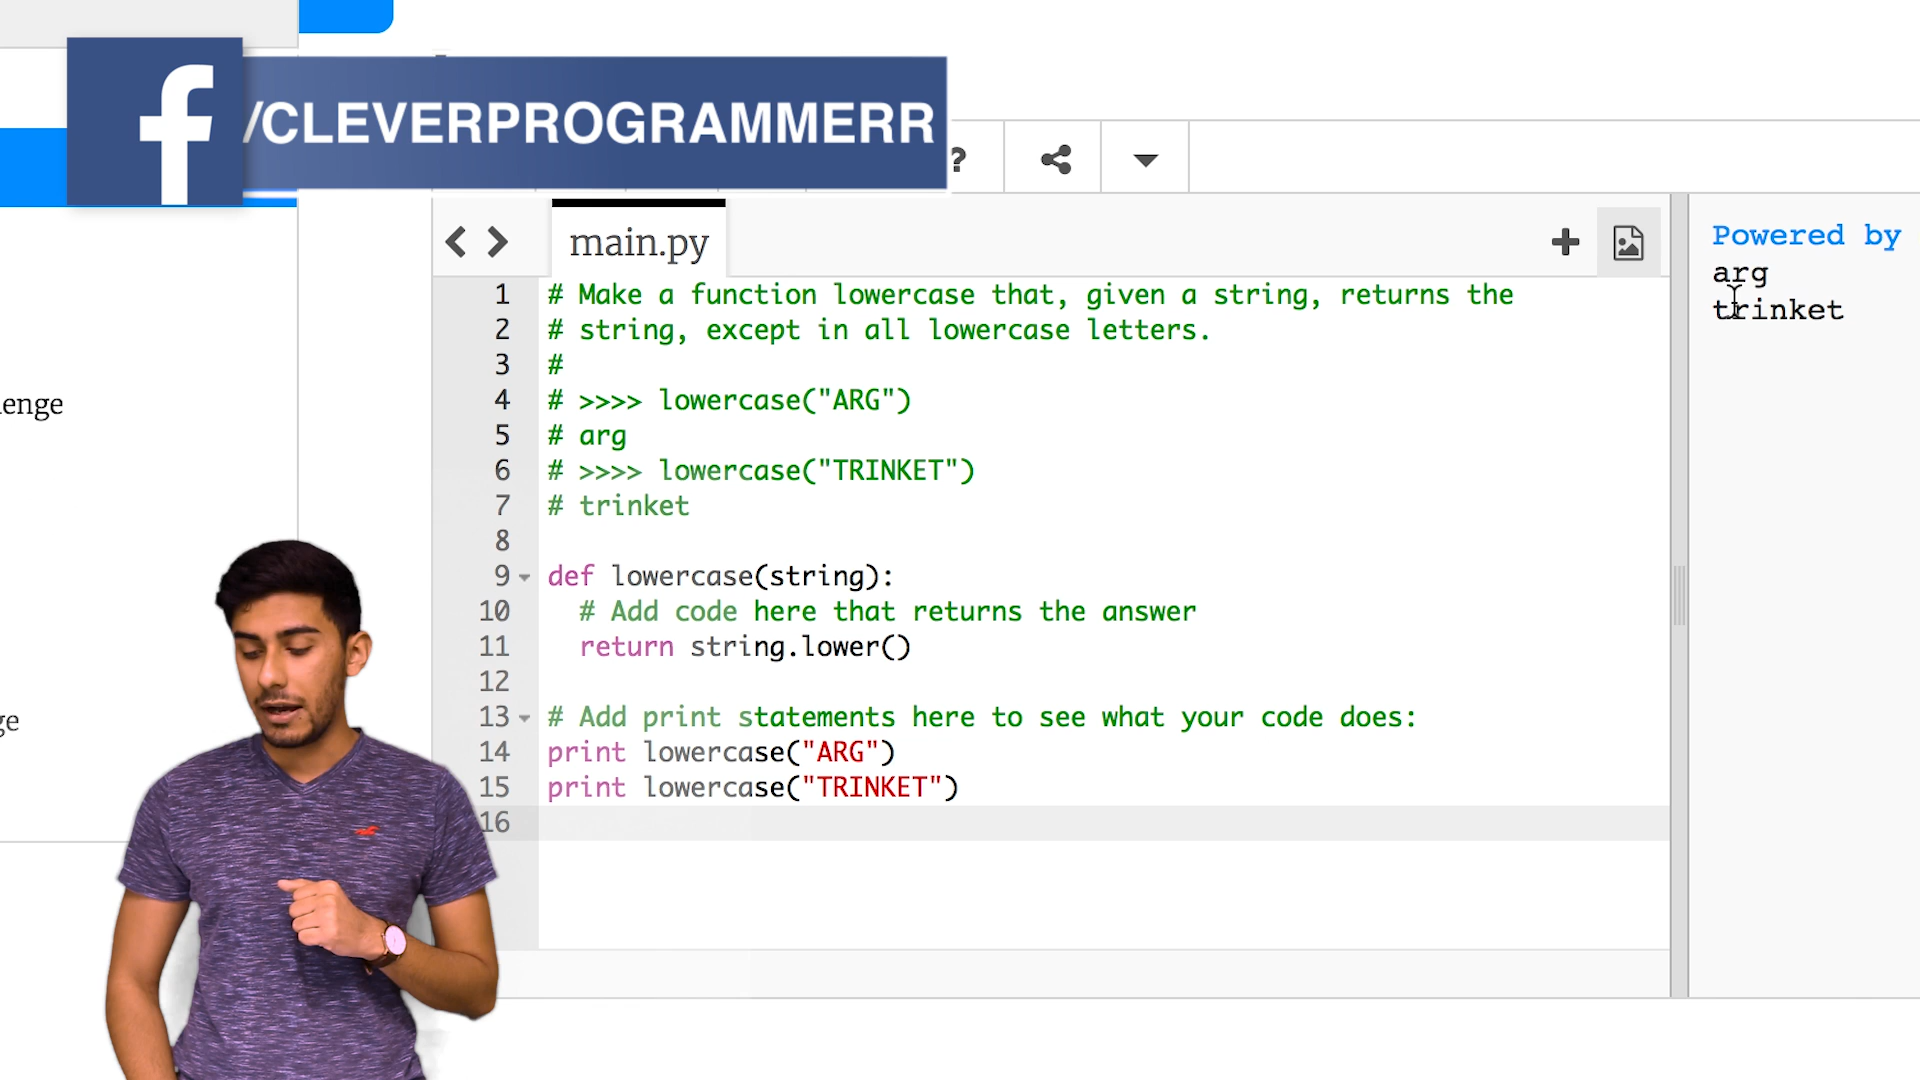 f
/CLEVERPROGRAMMERR
?
main.py
Powered by
arg
trinket
1 # Make a function lowercase that, given a string, returns the
2 # string, except in all lowercase letters.
3 #
4 # >>>> lowercase("ARG")
5 # arg
6 # >>>> lowercase("TRINKET")
7 # trinket
8
9 def lowercase(string):
10 # Add code here that returns the answer
11 return string.lower()
12
13 # Add print statements here to see what your code does:
14 print lowercase("ARG")
15 print lowercase("TRINKET")
16
enge
ge